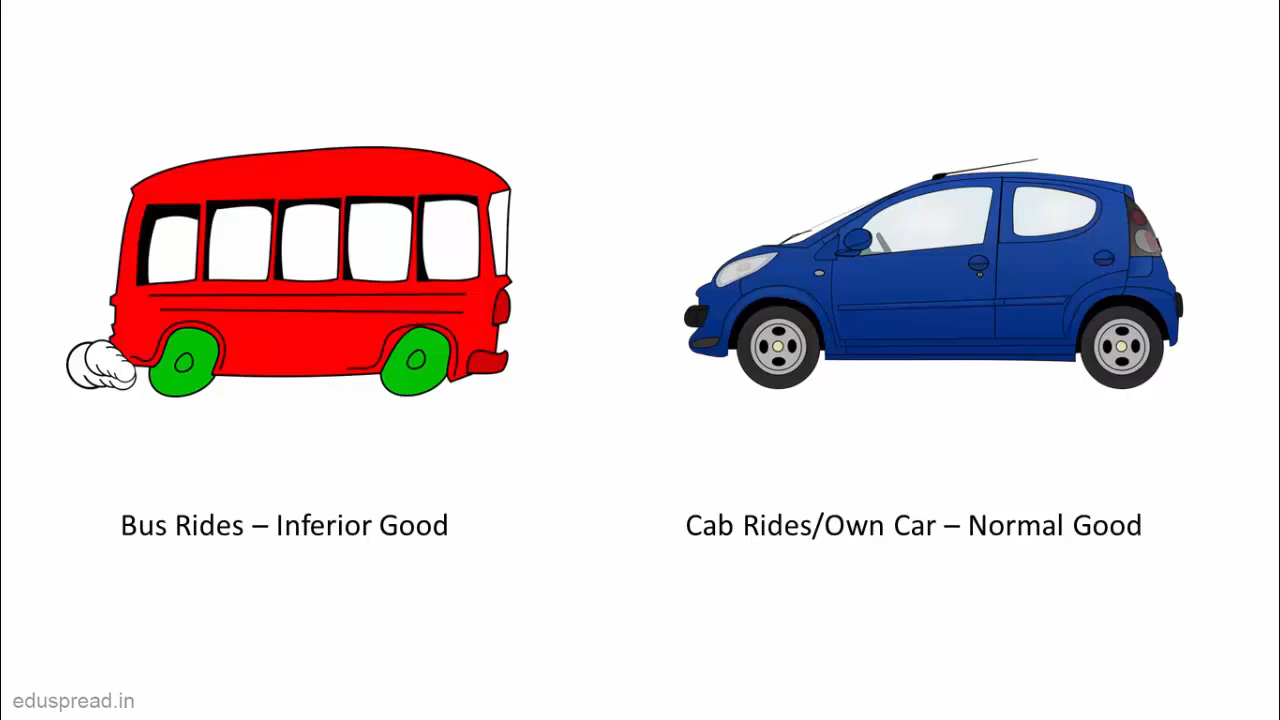 Bus Rides – Inferior Good
Cab Rides/Own Car – Normal Good
eduspread.in